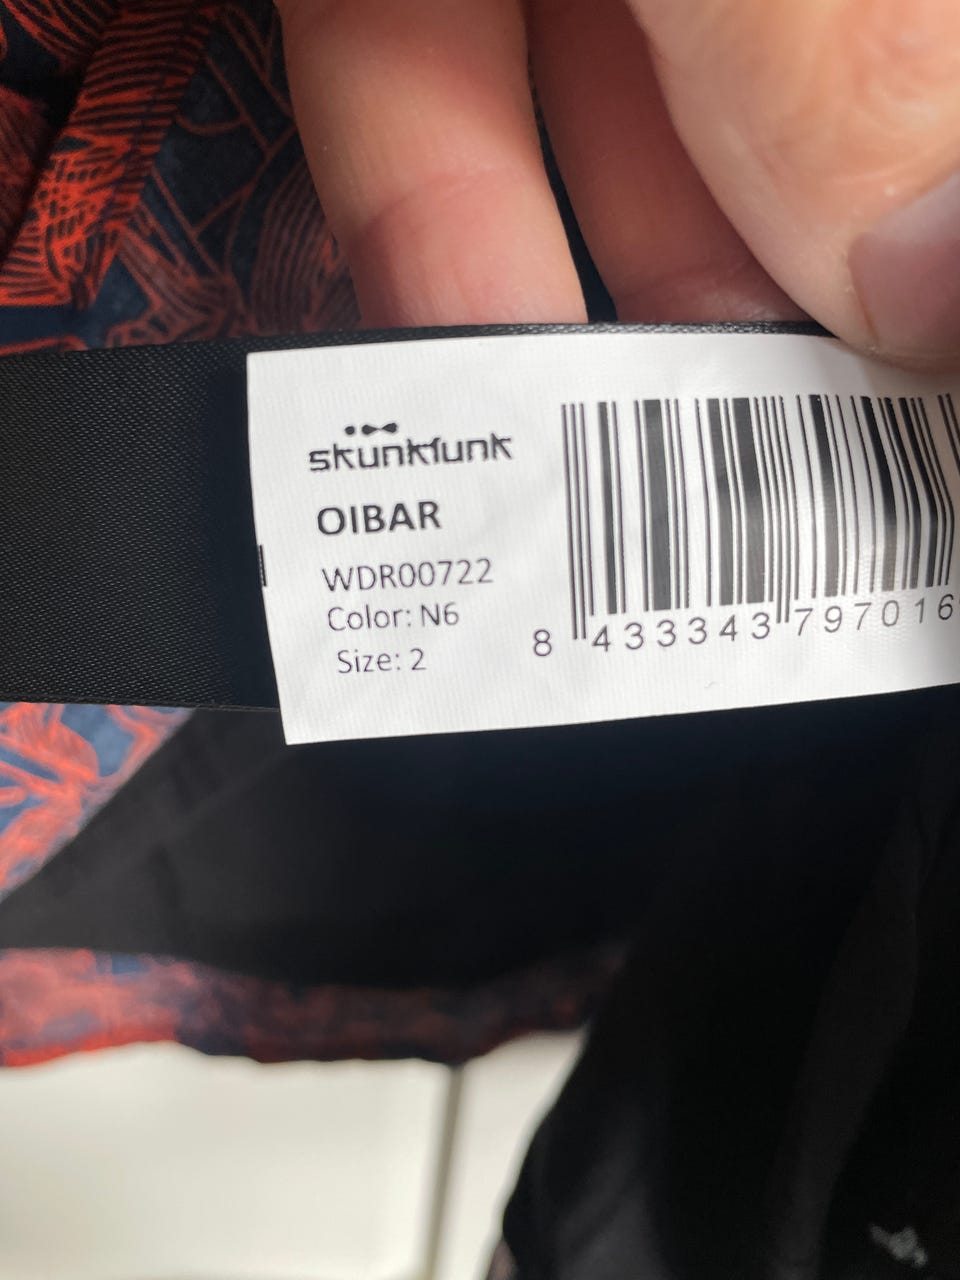 skunkfunk
OIBAR
WDR00722
Color: N6
Size: 2
8 433343 797016